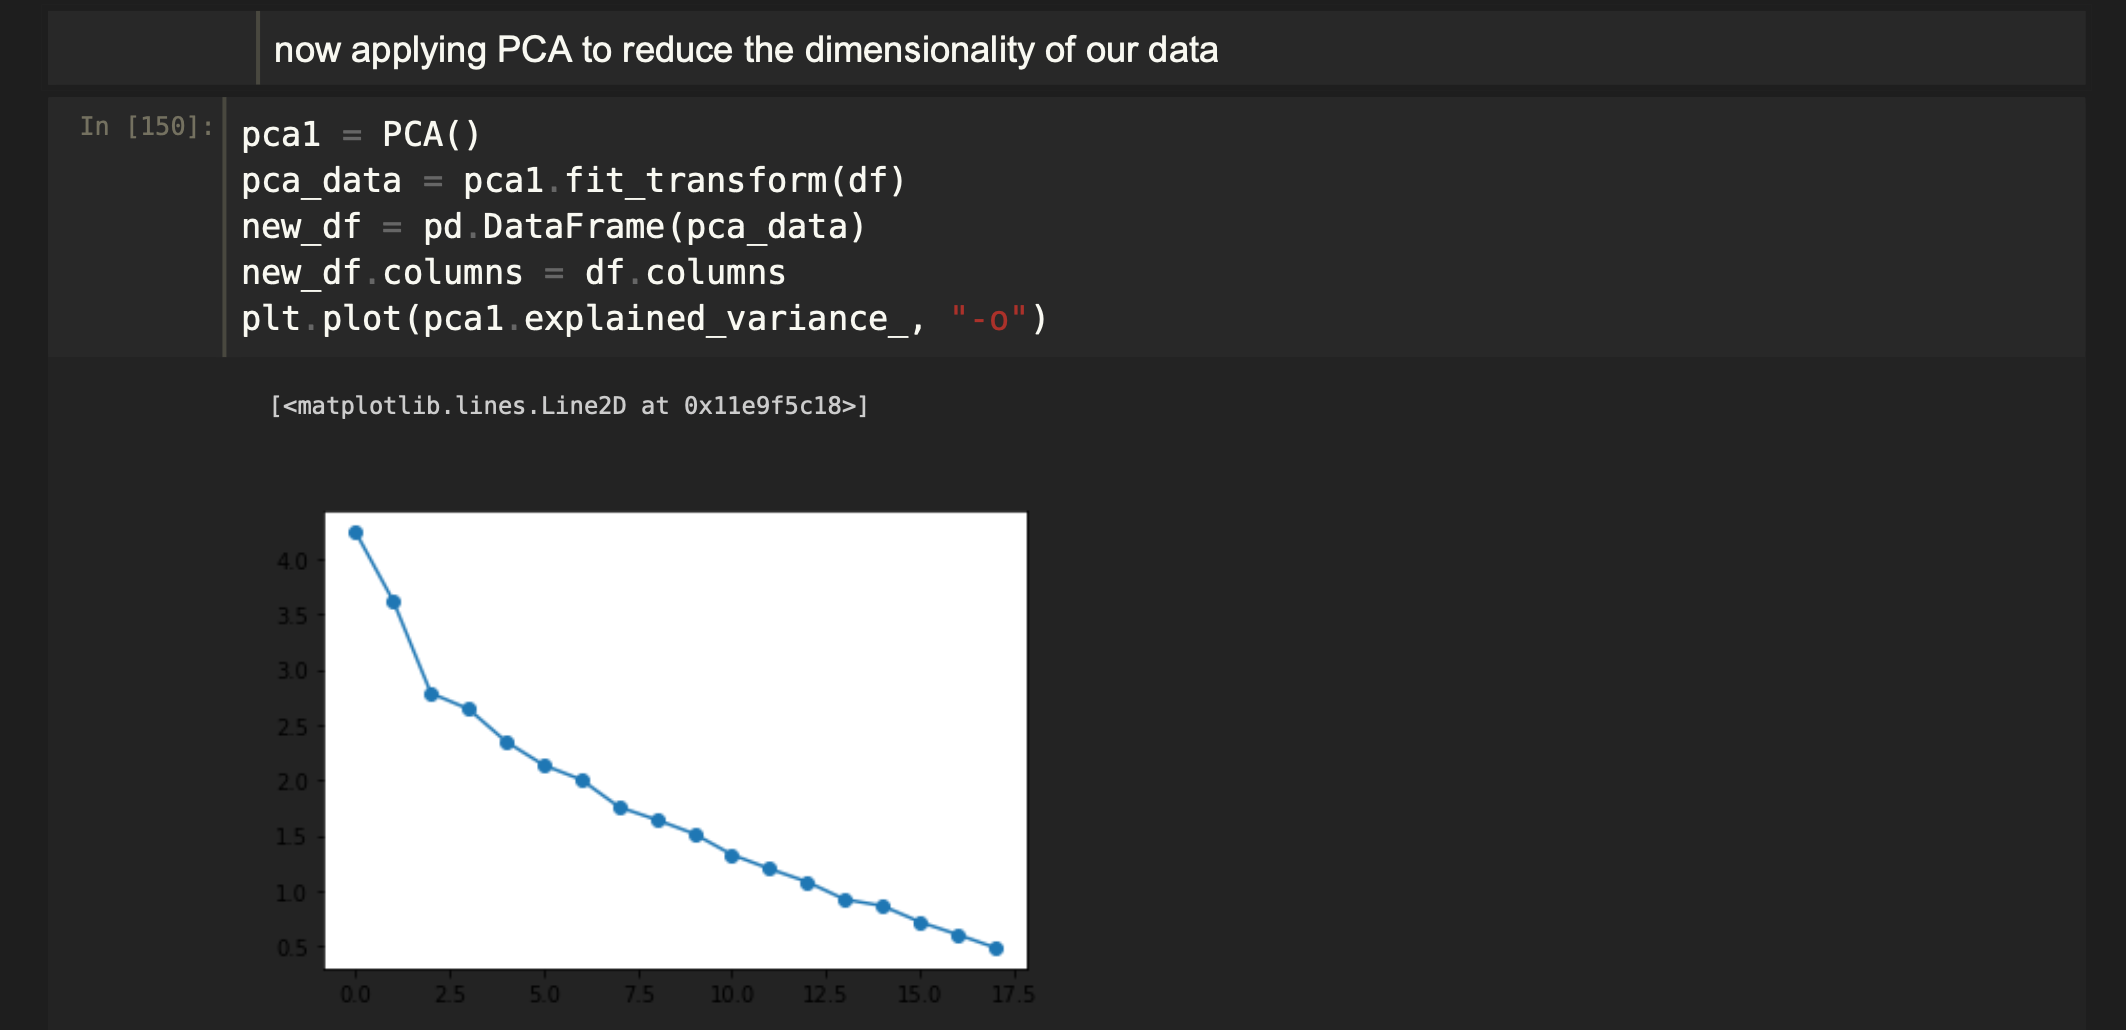 now applying PCA to reduce the dimensionality of our data
In [150]:
pca1 = PCA()
pca_data = pca1.fit_transform(df)
new_df = pd.DataFrame(pca_data)
new_df.columns = df.columns
plt.plot(pca1.explained_variance_, "-o")
[<matplotlib.lines.Line2D at 0x11e9f5c18>]
4.0
3.5
3.0
2.5
2.0
1.5
1.0
0.5
0.0 2.5 5.0 7.5 10.0 12.5 15.0 17.5